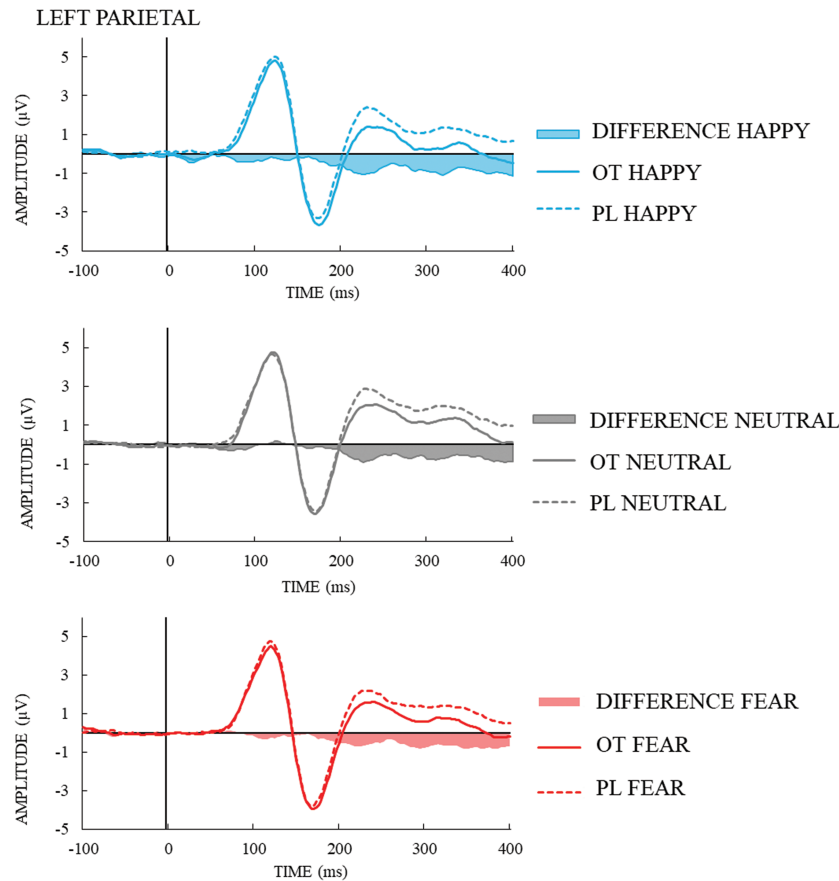 LEFT PARIETAL
AMPLITUDE (µV)
5
3
1
-1
-3
-5
-100 0 100 200 300 400
TIME (ms)
DIFFERENCE HAPPY
OT HAPPY
PL HAPPY
AMPLITUDE (µV)
5
3
1
-1
-3
-5
-100 0 100 200 300 400
TIME (ms)
DIFFERENCE NEUTRAL
OT NEUTRAL
PL NEUTRAL
AMPLITUDE (µV)
5
3
1
-1
-3
-5
-100 0 100 200 300 400
TIME (ms)
DIFFERENCE FEAR
OT FEAR
PL FEAR